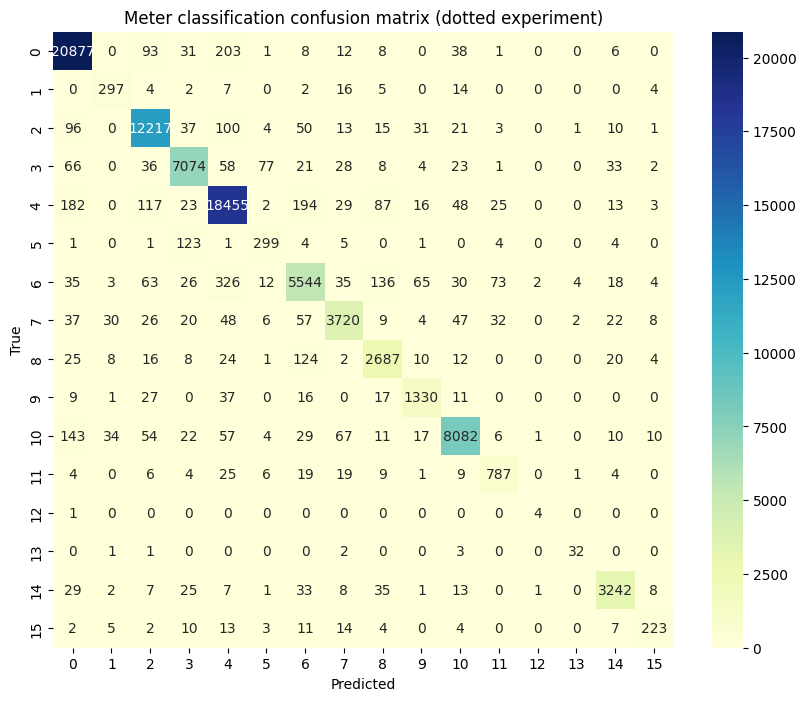 Meter classification confusion matrix (dotted experiment)
0 20877 0 93 31 203 1 8 12 8 0 38 1 0 0 6 0
1 0 297 4 2 7 0 2 16 5 0 14 0 0 0 0 4
2 96 0 12217 37 100 4 50 13 15 31 21 3 0 1 10 1
3 66 0 36 7074 58 77 21 28 8 4 23 1 0 0 33 2
4 182 0 117 23 18455 2 194 29 87 16 48 25 0 0 13 3
5 1 0 1 123 1 299 4 5 0 1 0 4 0 0 4 0
6 35 3 63 26 326 12 5544 35 136 65 30 73 2 4 18 4
7 37 30 26 20 48 6 57 3720 9 4 47 32 0 2 22 8
8 25 8 16 8 24 1 124 2 2687 10 12 0 0 0 20 4
9 9 1 27 0 37 0 16 0 17 1330 11 0 0 0 0 0
10 143 34 54 22 57 4 29 67 11 17 8082 6 1 0 10 10
11 4 0 6 4 25 6 19 19 9 1 9 787 0 1 4 0
12 1 0 0 0 0 0 0 0 0 0 0 0 4 0 0 0
13 0 1 1 0 0 0 0 2 0 0 3 0 0 32 0 0
14 29 2 7 25 7 1 33 8 35 1 13 0 1 0 3242 8
15 2 5 2 10 13 3 11 14 4 0 4 0 0 0 7 223
0 1 2 3 4 5 6 7 8 9 10 11 12 13 14 15
Predicted
True
20000
17500
15000
12500
10000
7500
5000
2500
0